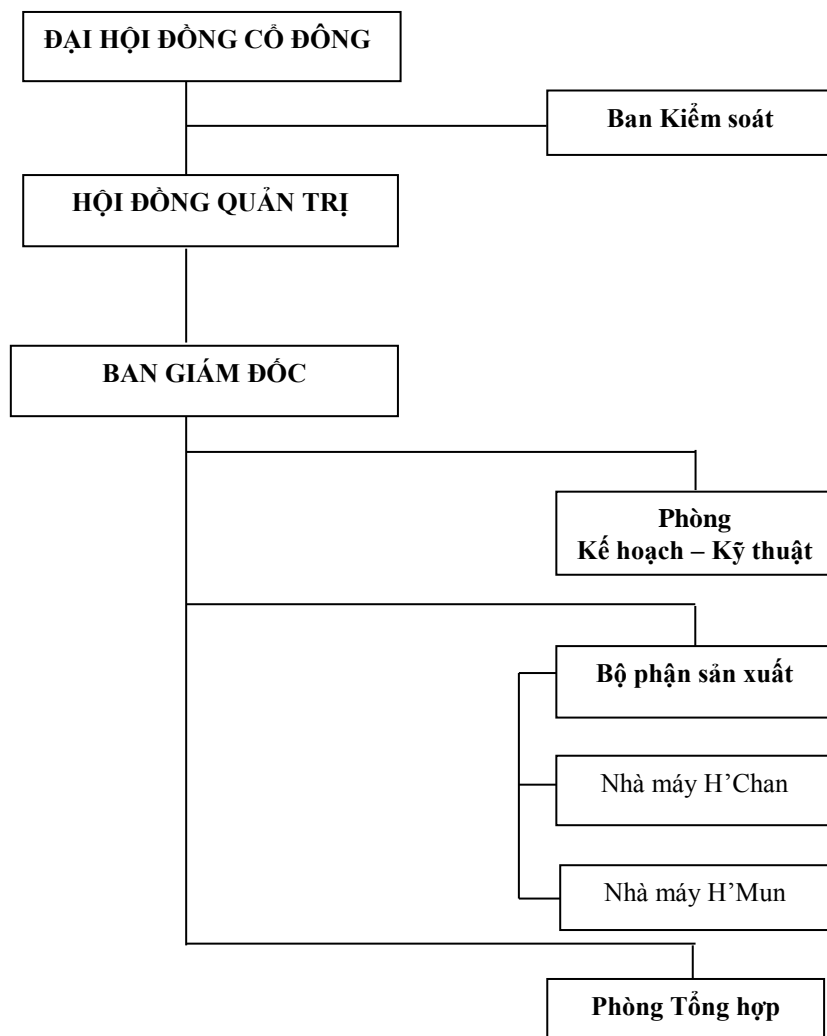 ĐẠI HỘI ĐỒNG CỔ ĐÔNG
Ban Kiểm soát
HỘI ĐỒNG QUẢN TRỊ
BAN GIÁM ĐỐC
Phòng
Kế hoạch – Kỹ thuật
Bộ phận sản xuất
Nhà máy H’Chan
Nhà máy H’Mun
Phòng Tổng hợp